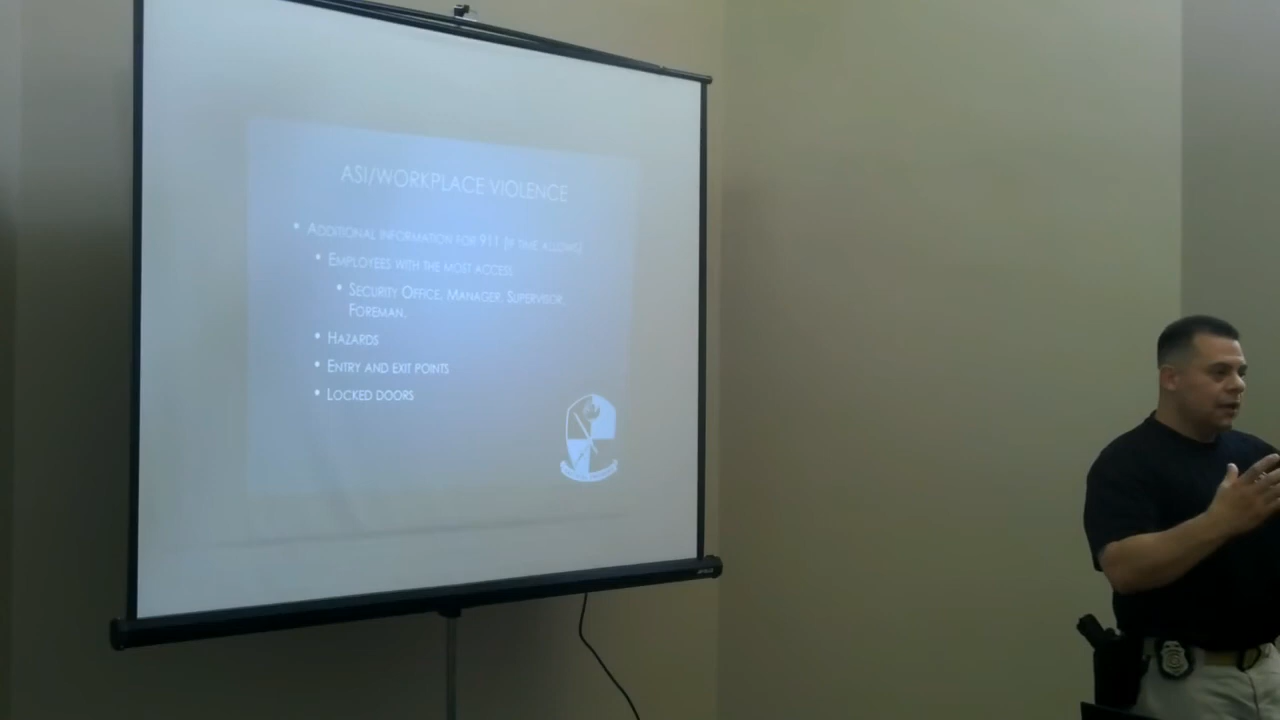 ASI/WORKPLACE VIOLENCE
• ADDITIONAL INFORMATION FOR 911 (IF TIME ALLOWS)
• EMPLOYEES WITH THE MOST ACCESS
• SECURITY OFFICE, MANAGER, SUPERVISOR,
FOREMAN.
• HAZARDS
• ENTRY AND EXIT POINTS
• LOCKED DOORS